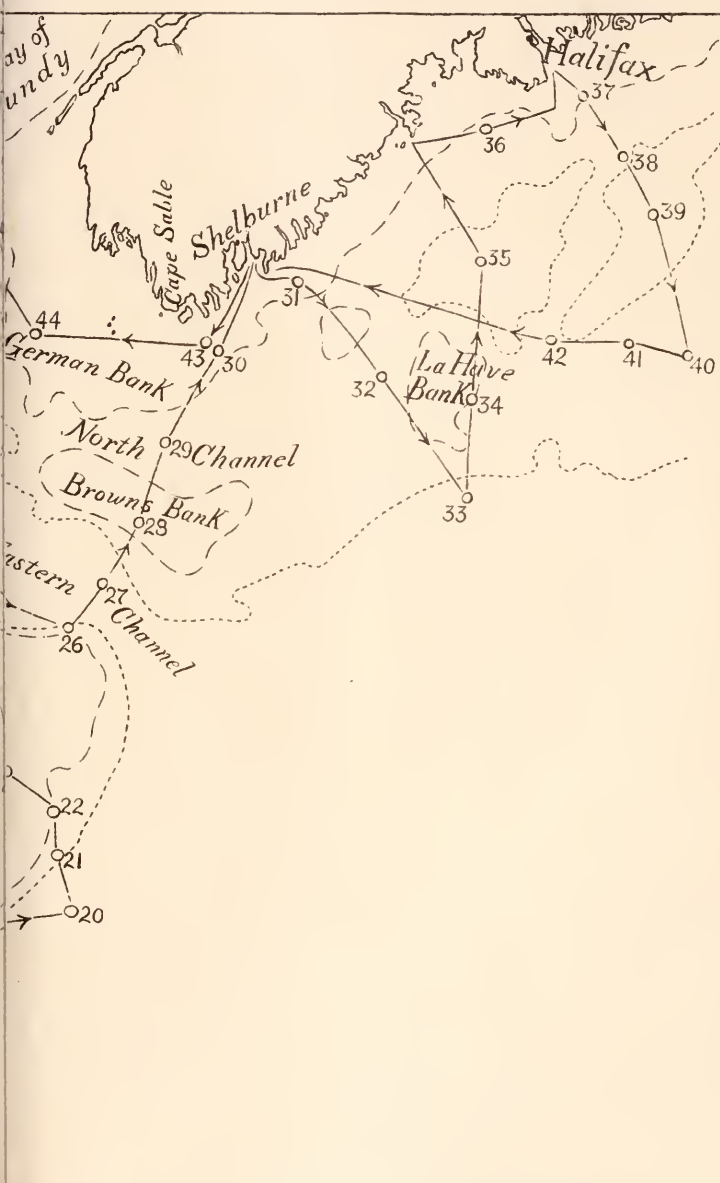 ay of
undy
Halifax
37
36
38
39
Cape Sable
Shelburne
35
31
44
43
30
42
41
40
German Bank
La Have
Bank
32
34
North Channel
29
33
Browns Bank
28
astern
Channel
27
26
22
21
20